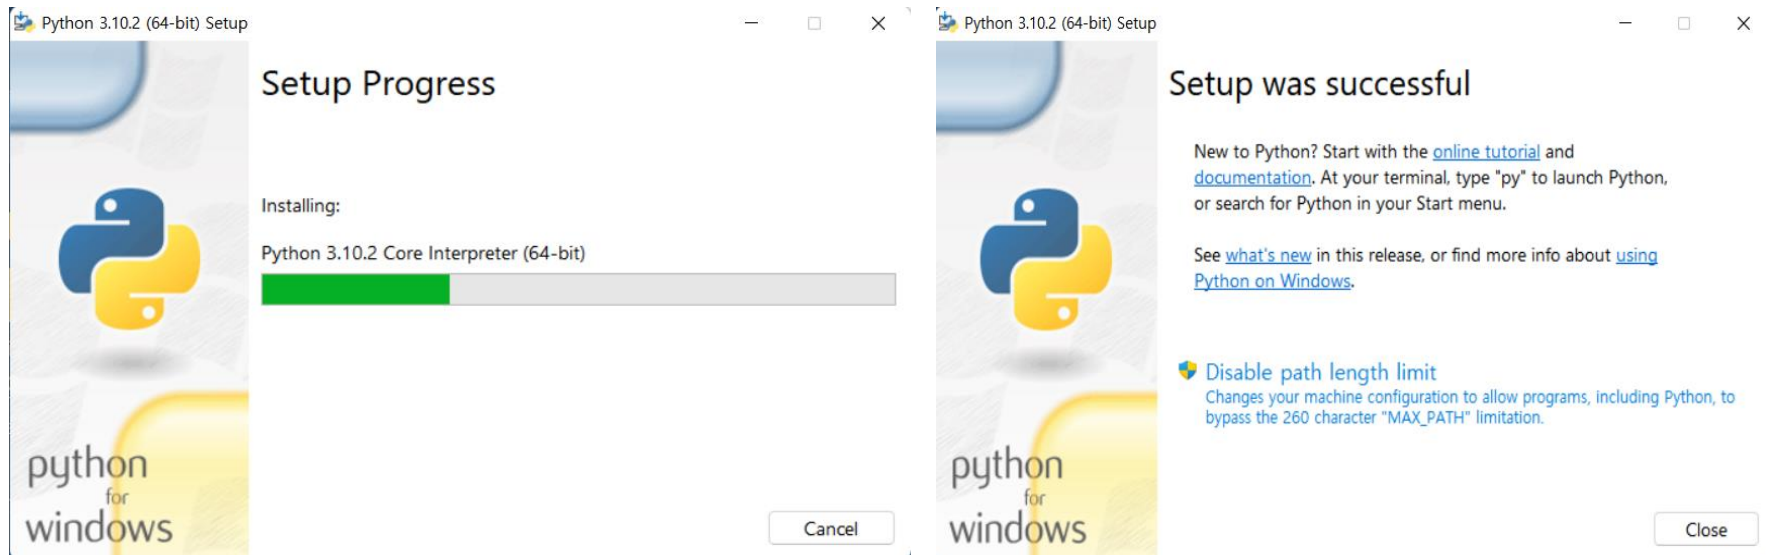 Python 3.10.2 (64-bit) Setup
Setup Progress
Installing:
Python 3.10.2 Core Interpreter (64-bit)
python
for
windows
Cancel
Python 3.10.2 (64-bit) Setup
Setup was successful
New to Python? Start with the online tutorial and
documentation. At your terminal, type "py" to launch Python,
or search for Python in your Start menu.
See what's new in this release, or find more info about using
Python on Windows.
Disable path length limit
Changes your machine configuration to allow programs, including Python, to
bypass the 260 character "MAX_PATH" limitation.
python
for
windows
Close